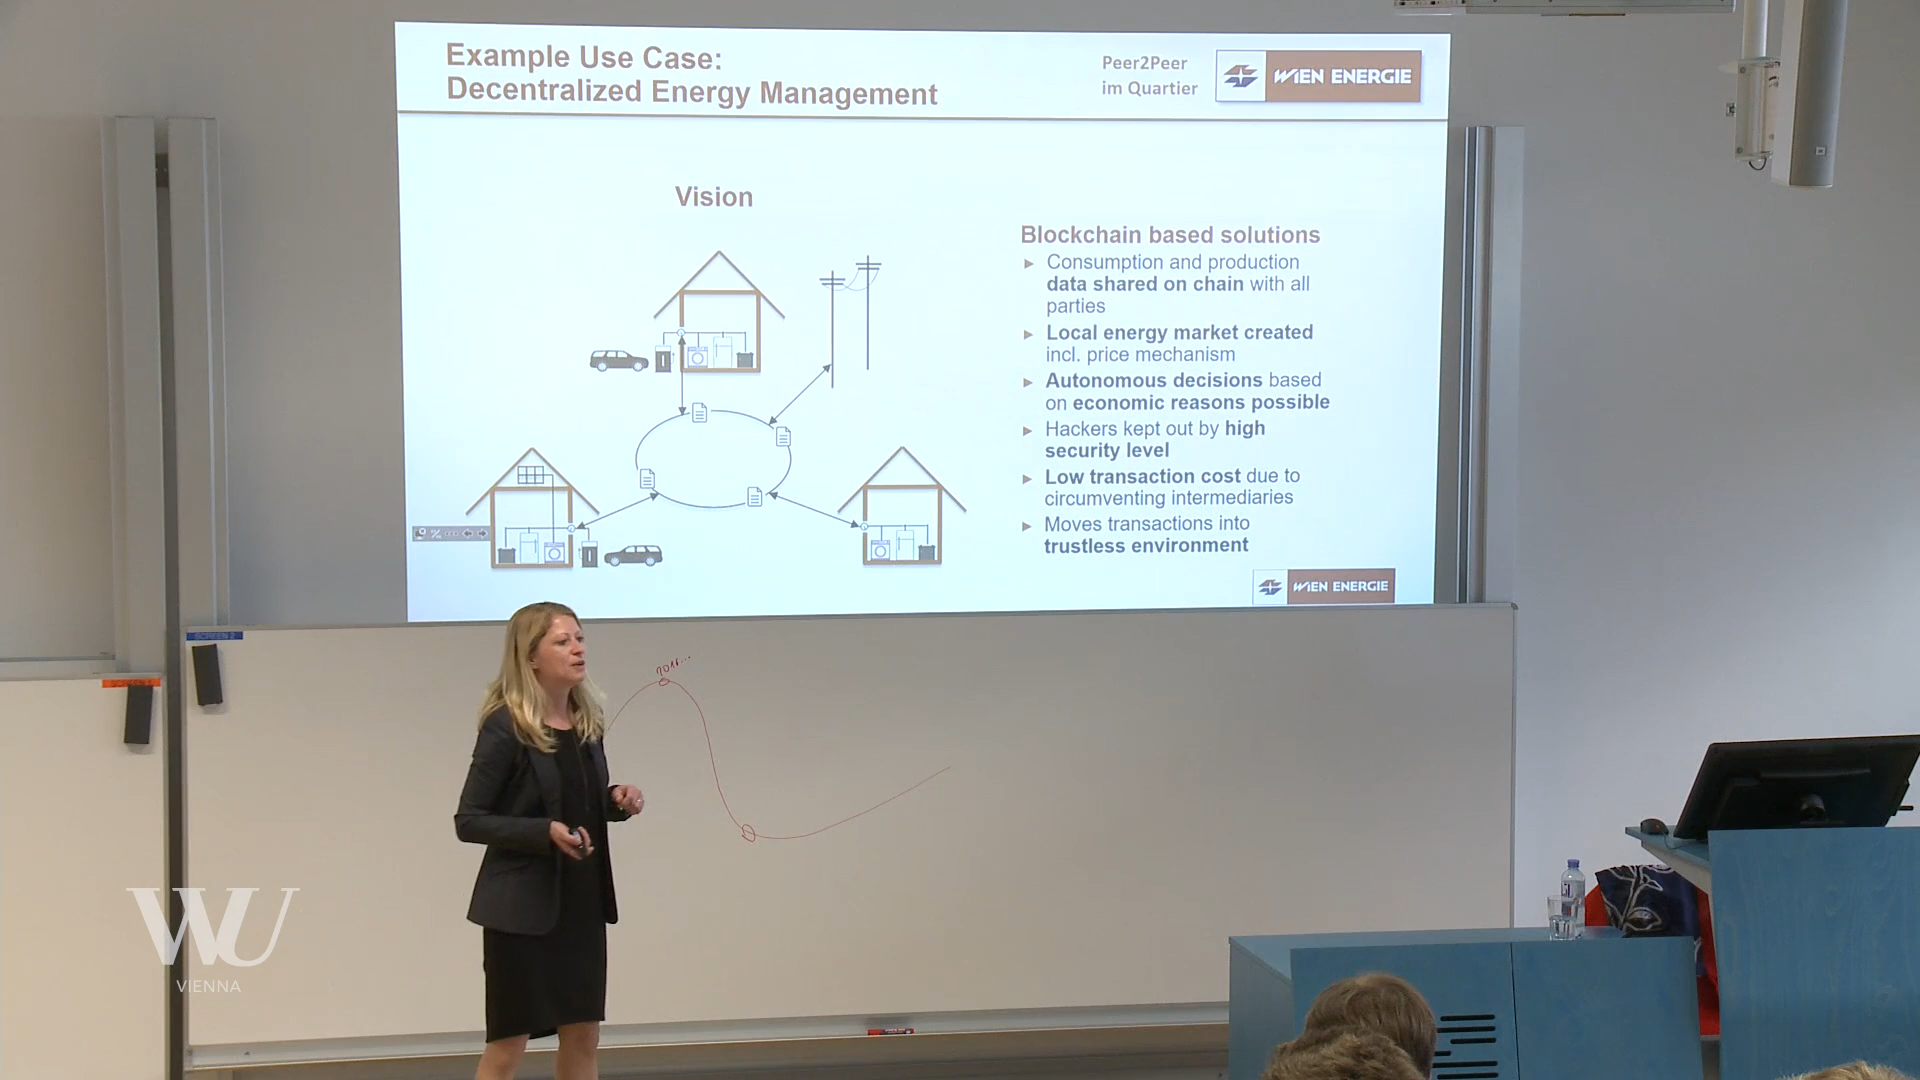 Example Use Case:
Decentralized Energy Management
Peer2Peer
im Quartier
WIEN ENERGIE
Vision
Blockchain based solutions
► Consumption and production
data shared on chain with all
parties
► Local energy market created
incl. price mechanism
► Autonomous decisions based
on economic reasons possible
► Hackers kept out by high
security level
► Low transaction cost due to
circumventing intermediaries
► Moves transactions into
trustless environment
WIEN ENERGIE
SCREEN 2
WU
VIENNA